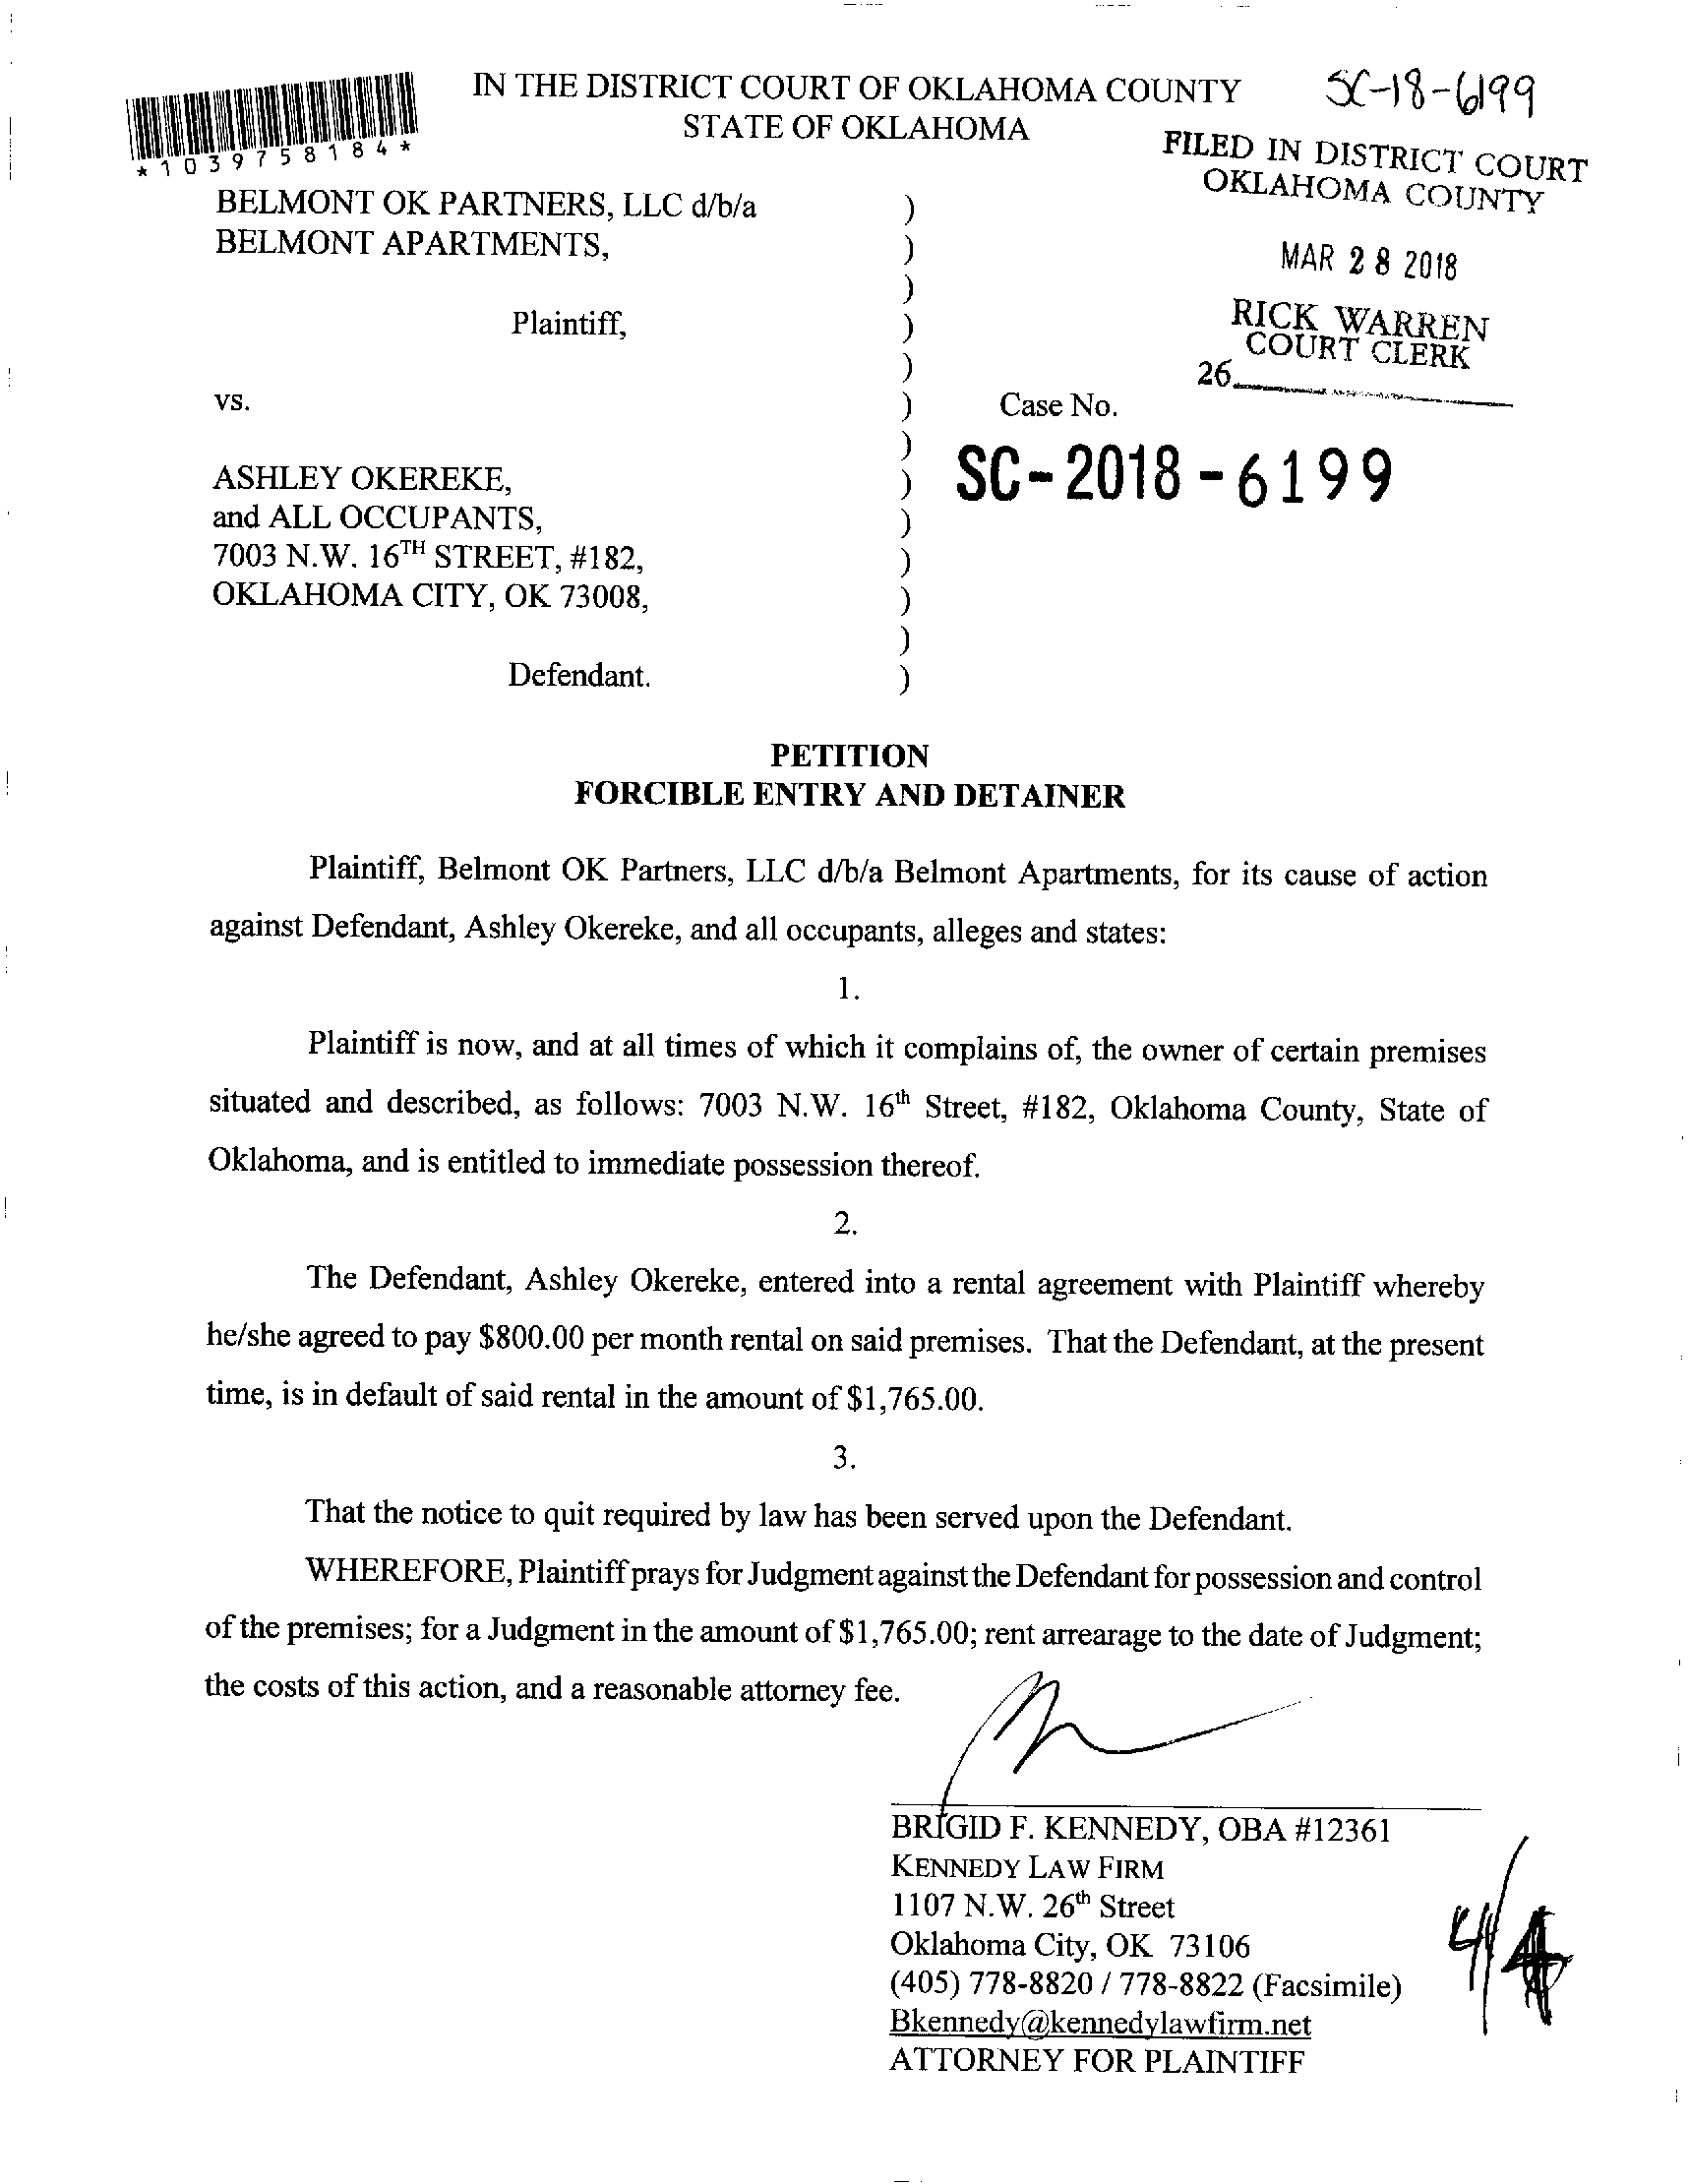 IN THE DISTRICT COURT OF OKLAHOMA COUNTY
STATE OF OKLAHOMA
SC-18-6199
*1039758184*
FILED IN DISTRICT COURT
OKLAHOMA COUNTY
MAR 28 2018
RICK WARREN
COURT CLERK
26
BELMONT OK PARTNERS, LLC d/b/a )
BELMONT APARTMENTS, )
)
Plaintiff, )
)
vs. ) Case No.
)
SC-2018-6199
ASHLEY OKEREKE, )
and ALL OCCUPANTS, )
7003 N.W. 16TH STREET, #182, )
OKLAHOMA CITY, OK 73008, )
)
Defendant. )
PETITION
FORCIBLE ENTRY AND DETAINER
Plaintiff, Belmont OK Partners, LLC d/b/a Belmont Apartments, for its cause of action
against Defendant, Ashley Okereke, and all occupants, alleges and states:
1.
Plaintiff is now, and at all times of which it complains of, the owner of certain premises
situated and described, as follows: 7003 N.W. 16th Street, #182, Oklahoma County, State of
Oklahoma, and is entitled to immediate possession thereof.
2.
The Defendant, Ashley Okereke, entered into a rental agreement with Plaintiff whereby
he/she agreed to pay $800.00 per month rental on said premises. That the Defendant, at the present
time, is in default of said rental in the amount of $1,765.00.
3.
That the notice to quit required by law has been served upon the Defendant.
WHEREFORE, Plaintiff prays for Judgment against the Defendant for possession and control
of the premises; for a Judgment in the amount of $1,765.00; rent arrearage to the date of Judgment;
the costs of this action, and a reasonable attorney fee.
BRIGID F. KENNEDY, OBA #12361
KENNEDY LAW FIRM
1107 N.W. 26th Street
Oklahoma City, OK 73106
(405) 778-8820 / 778-8822 (Facsimile)
Bkennedy@kennedylawfirm.net
ATTORNEY FOR PLAINTIFF